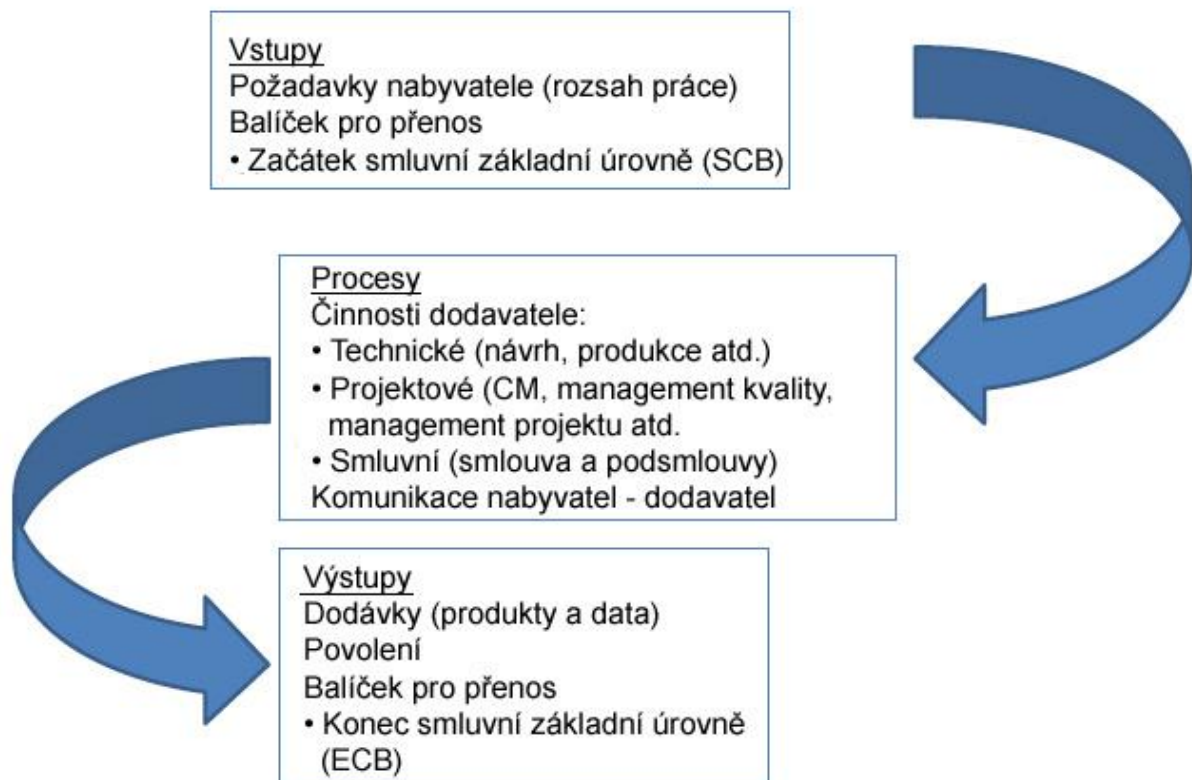 Vstupy
Požadavky nabyvatele (rozsah práce)
Balíček pro přenos
• Začátek smluvní základní úrovně (SCB)
Procesy
Činnosti dodavatele:
• Technické (návrh, produkce atd.)
• Projektové (CM, management kvality,
management projektu atd.
• Smluvní (smlouva a podsmlouvy)
Komunikace nabyvatel - dodavatel
Výstupy
Dodávky (produkty a data)
Povolení
Balíček pro přenos
• Konec smluvní základní úrovně
(ECB)